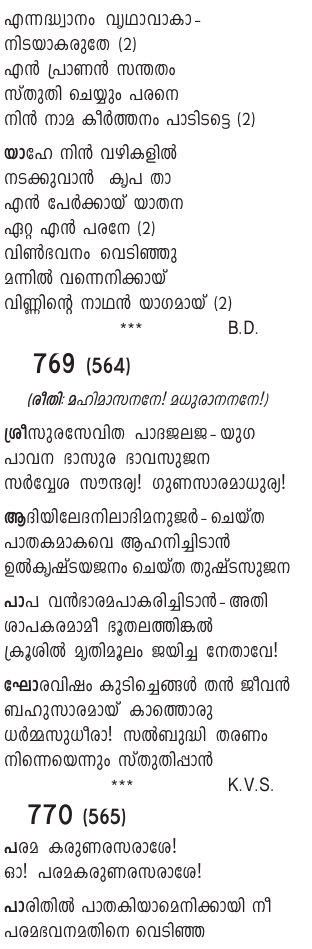 എന്നദ്ധ്വാനം വൃഥാവാകാ-
നിടയാകരുതേ (2)
എൻ പ്രാണൻ സന്തതം
സ്തുതി ചെയ്യും പരനെ
നിൻ നാമ കീർത്തനം പാടിടട്ടെ (2)
യാഹേ നിൻ വഴികളിൽ
നടക്കുവാൻ കൃപ താ
എൻ പേർക്കായ് യാതന
ഏറ്റ എൻ പരനേ (2)
വിൺഭവനം വെടിഞ്ഞു
മന്നിൽ വന്നെനിക്കായ്
വിണ്ണിന്റെ നാഥൻ യാഗമായ് (2)
*** B.D.
769 (564)
(രീതി: മഹിമാസനനേ! മധുരാനനനേ!)
ശ്രീസുരസേവിത പാദജലജ-യുഗ
പാവന ഭാസുര ഭാവസുജന
സർവ്വേശ സൗന്ദര്യ! ഗുണസാരമാധുര്യ!
ആദിയിലേദനിലാദിമനുജർ-ചെയ്ത
പാതകമാകവെ ആഹനിച്ചിടാൻ
ഉൽകൃഷ്ടയജനം ചെയ്ത തുഷ്ടസുജന
പാപ വൻഭാരമപാകരിച്ചിടാൻ-അതി
ശാപകരമാമീ ഭൂതലത്തിങ്കൽ
ക്രൂശിൽ മൃതിമൂലം ജയിച്ച നേതാവേ!
ഘോരവിഷം കുടിച്ചെങ്ങൾ തൻ ജീവൻ
ബഹുസാരമായ് കാത്തൊരു
ധർമ്മസുധീരാ! സൽബുദ്ധി തരണം
നിന്നെയെന്നും സ്തുതിപ്പാൻ
*** K.V.S.
770 (565)
പരമ കരുണരസരാശേ!
ഓ! പരമകരുണരസരാശേ!
പാരിതിൽ പാതകിയാമെനിക്കായി നീ
പരമഭവനമതിനെ വെടിഞ്ഞ